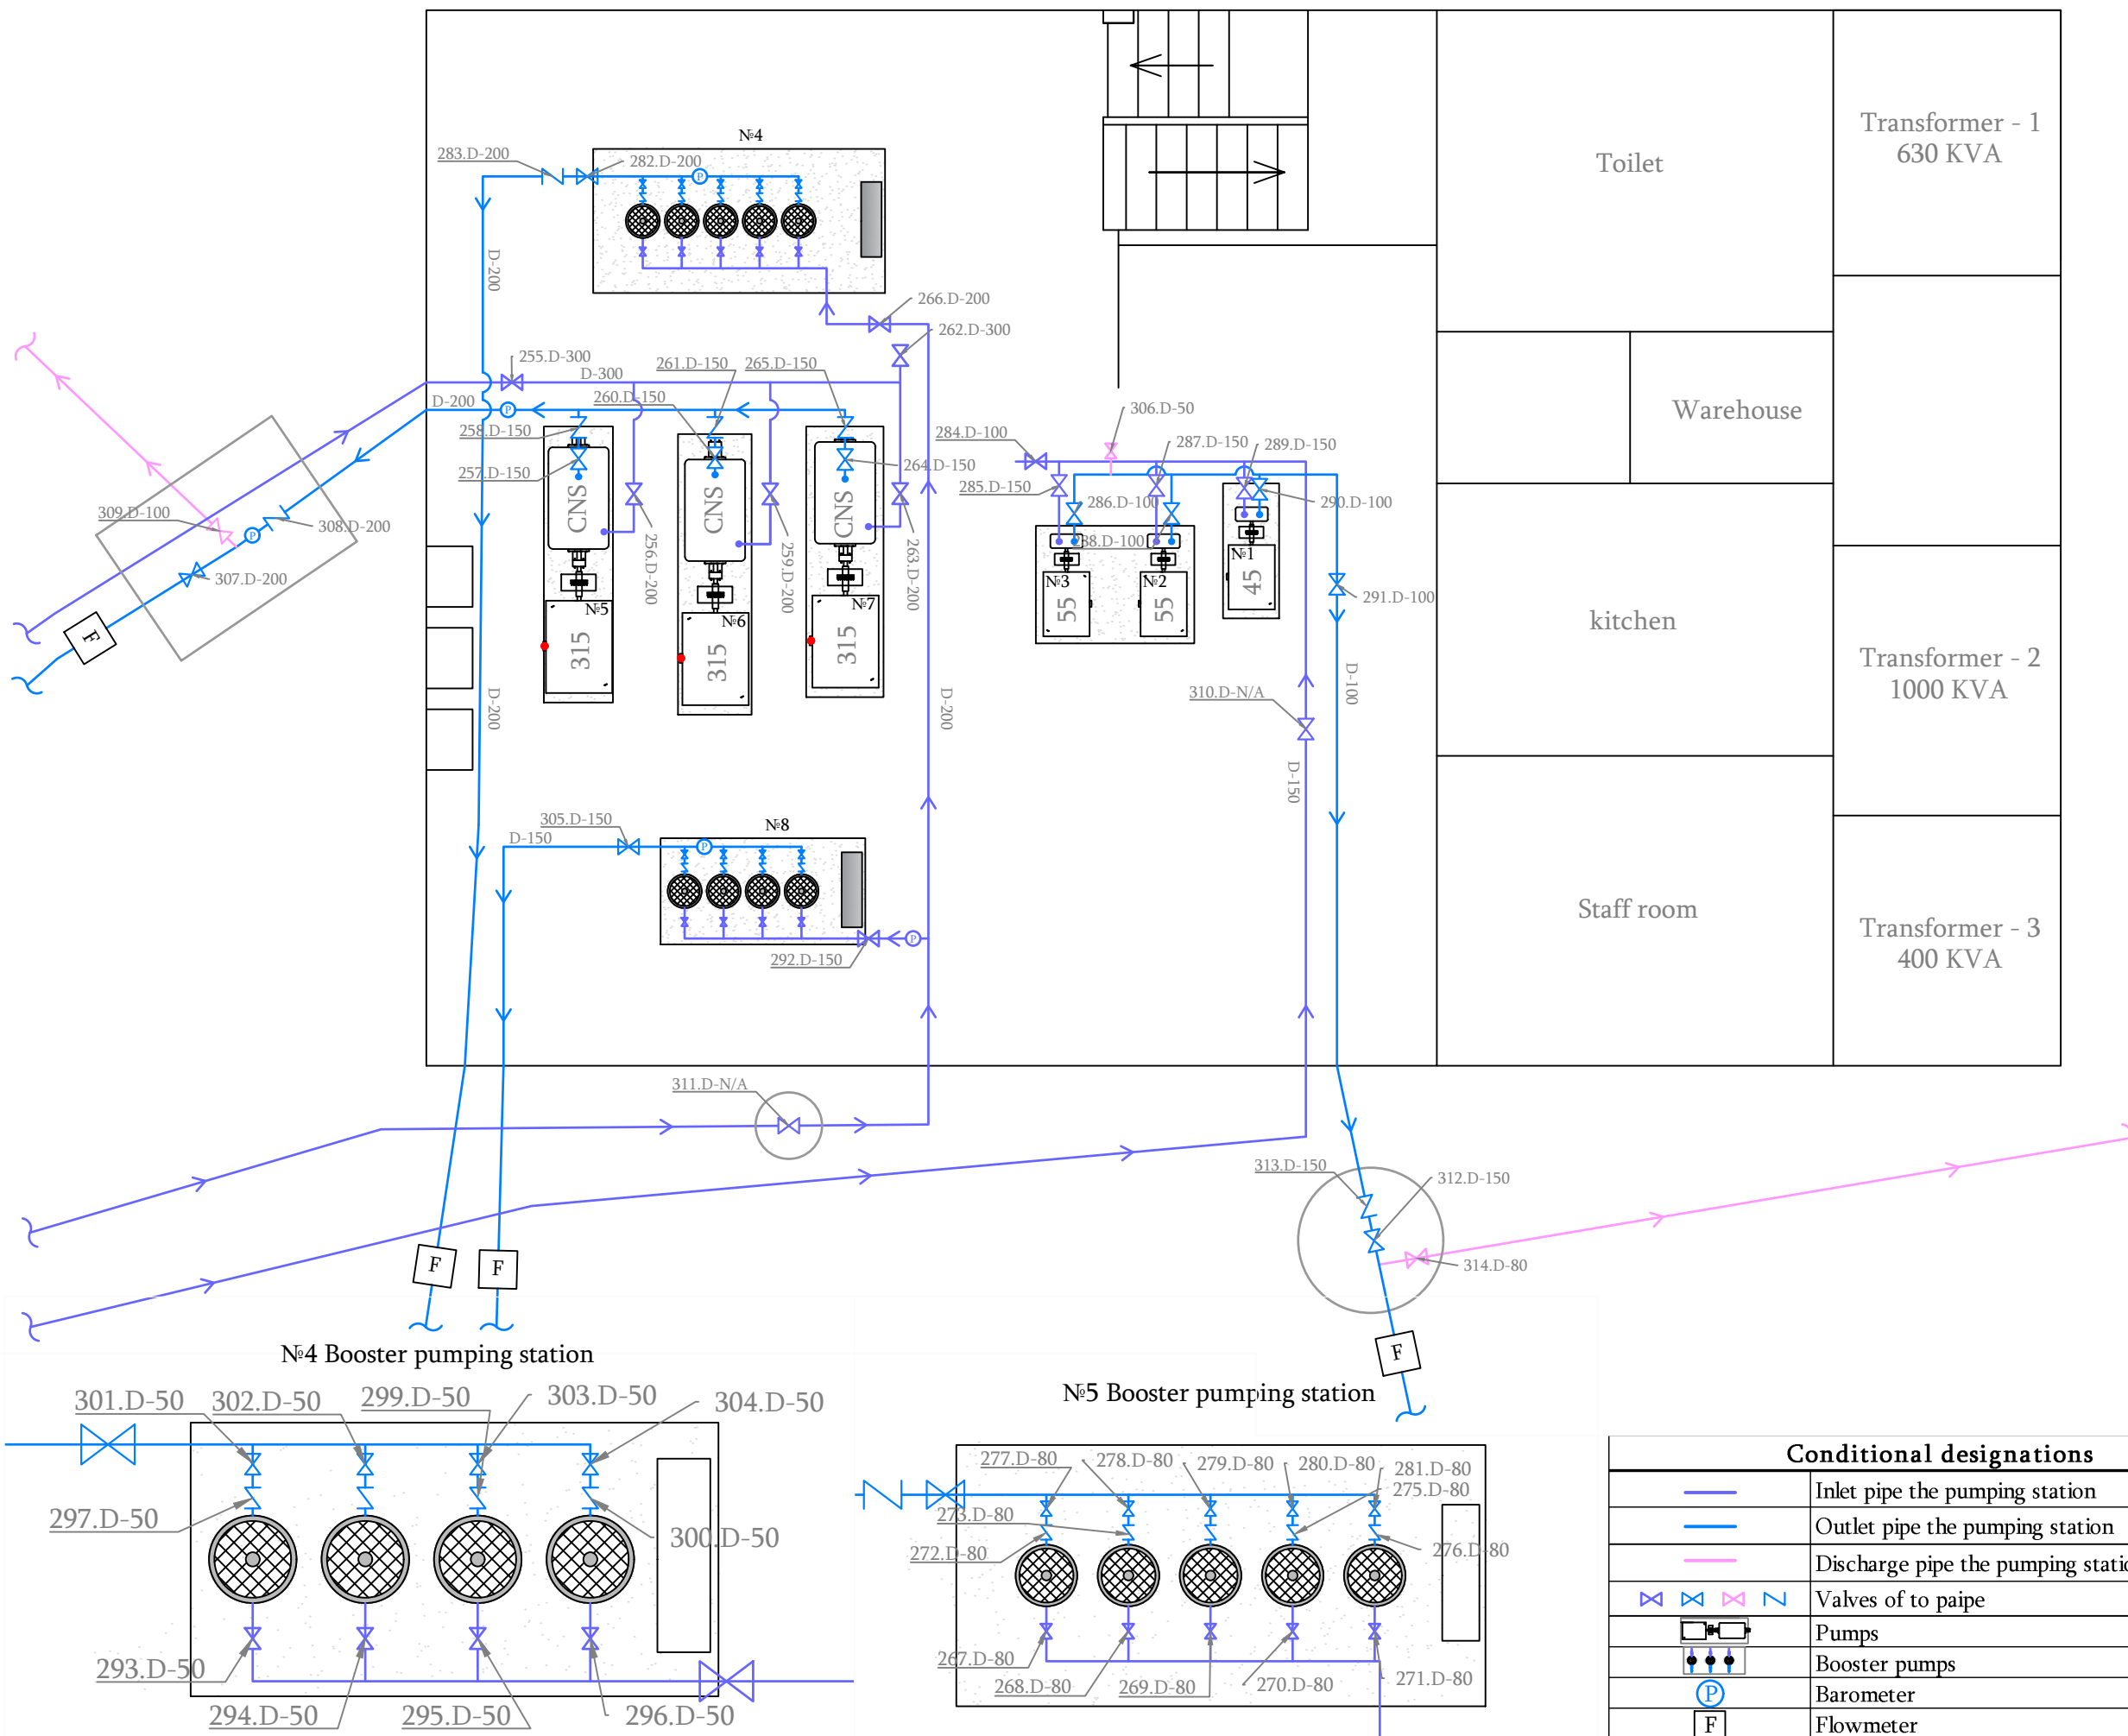 №4
283.D-200
282.D-200
P
D-200
266.D-200
262.D-300
255.D-300
D-300
261.D-150
265.D-150
260.D-150
D-200
P
258.D-150
257.D-150
264.D-150
CNS
CNS
CNS
256.D-200
259.D-200
263.D-200
№5
№6
№7
315
315
315
D-200
D-200
309.D-100
P
308.D-200
307.D-200
F
306.D-50
284.D-100
287.D-150
289.D-150
285.D-150
286.D-100
290.D-100
288.D-100
№3
№2
№1
55
55
45
291.D-100
D-100
310.D-N/A
D-150
305.D-150
D-150
№8
P
P
292.D-150
311.D-N/A
313.D-150
312.D-150
314.D-80
F
F
F
Toilet
Warehouse
kitchen
Staff room
Transformer - 1
630 KVA
Transformer - 2
1000 KVA
Transformer - 3
400 KVA
№4 Booster pumping station
301.D-50
302.D-50
299.D-50
303.D-50
304.D-50
297.D-50
300.D-50
293.D-50
294.D-50
295.D-50
296.D-50
№5 Booster pumping station
277.D-80
278.D-80
279.D-80
280.D-80
281.D-80
275.D-80
273.D-80
272.D-80
276.D-80
267.D-80
268.D-80
269.D-80
270.D-80
271.D-80
Conditional designations
Inlet pipe the pumping station
Outlet pipe the pumping station
Discharge pipe the pumping
Valves of to paipe
Pumps
Booster pumps
P
Barometer
F
Flowmeter